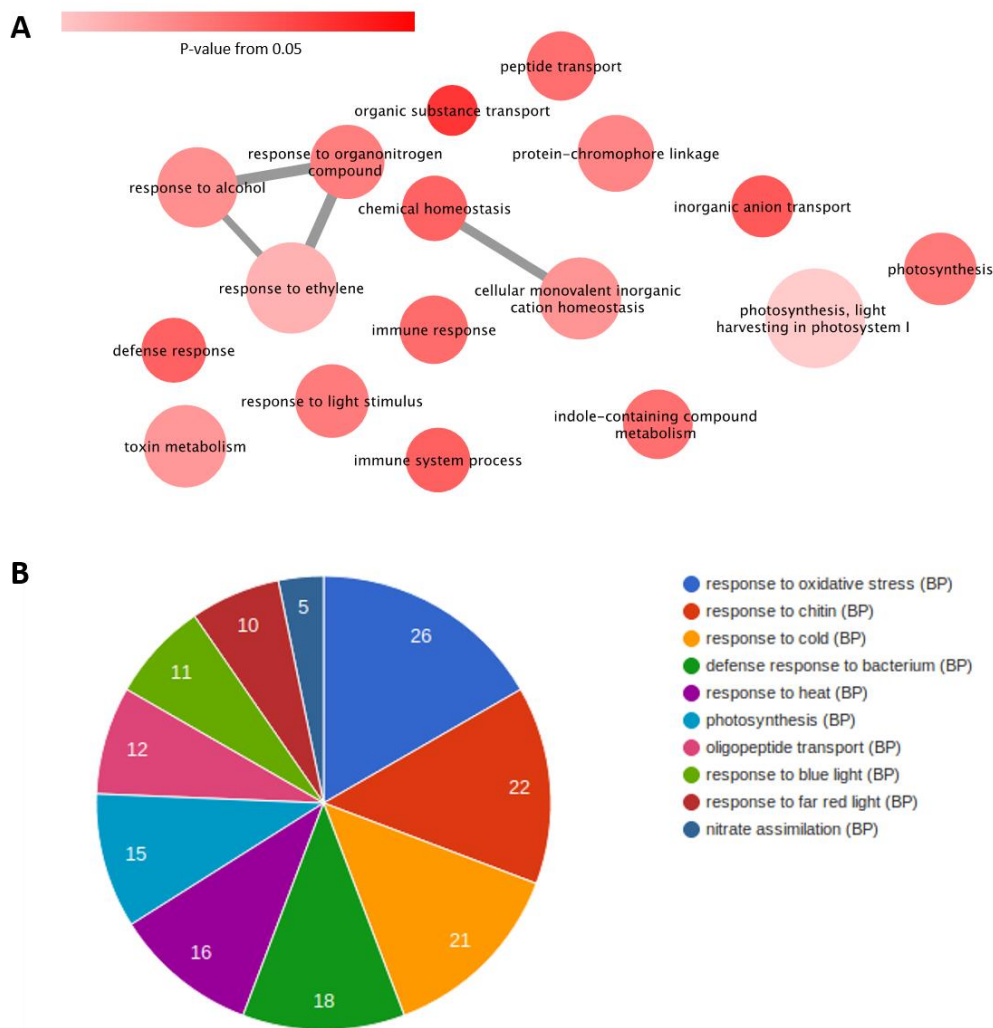 A
P-value from 0.05
peptide transport
organic substance transport
response to organonitrogen
compound
protein-chromophore linkage
response to alcohol
chemical homeostasis
inorganic anion transport
photosynthesis
response to ethylene
cellular monovalent inorganic
cation homeostasis
photosynthesis, light
harvesting in photosystem I
immune response
defense response
response to light stimulus
indole-containing compound
metabolism
toxin metabolism
immune system process
B
5
10
26
11
12
22
15
16
18
21
response to oxidative stress (BP)
response to chitin (BP)
response to cold (BP)
defense response to bacterium (BP)
response to heat (BP)
photosynthesis (BP)
oligopeptide transport (BP)
response to blue light (BP)
response to far red light (BP)
nitrate assimilation (BP)